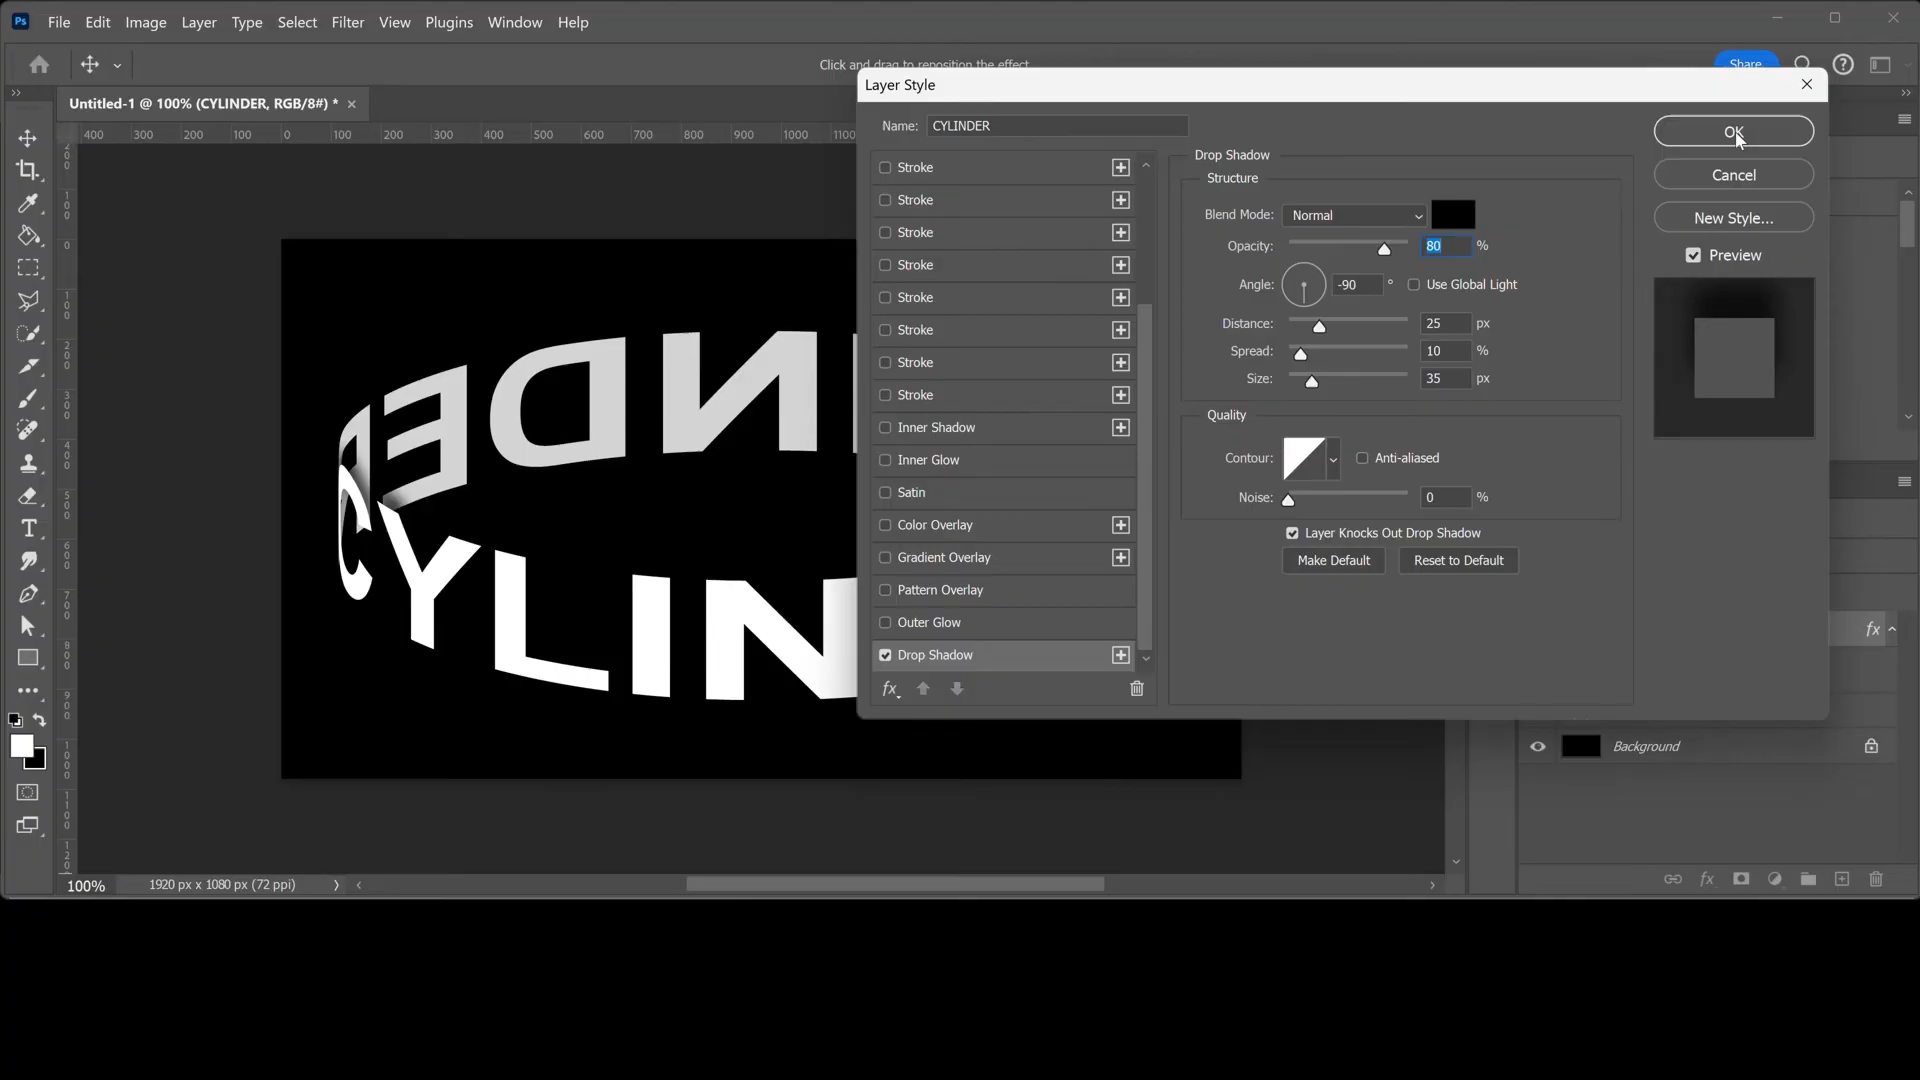 Ps File Edit Image Layer Type Select Filter View Plugins Window Help
Click and drag to reposition the effect
Share
Untitled-1 @ 100% (CYLINDER, RGB/8#) *
400 300 200 100 0 100 200 300 400 500 600 700 800 900 1000 1100
Layer Style
Name: CYLINDER
Stroke
Stroke
Stroke
Stroke
Stroke
Stroke
Stroke
Stroke
Inner Shadow
Inner Glow
Satin
Color Overlay
Gradient Overlay
Pattern Overlay
Outer Glow
Drop Shadow
fx
Drop Shadow
Structure
Blend Mode: Normal
Opacity: 80 %
Angle: -90 ° Use Global Light
Distance: 25 px
Spread: 10 %
Size: 35 px
Quality
Contour: Anti-aliased
Noise: 0 %
Layer Knocks Out Drop Shadow
Make Default Reset to Default
OK
Cancel
New Style...
Preview
NDE
CYLIN
fx
Background
fx
100% 1920 px x 1080 px (72 ppi)